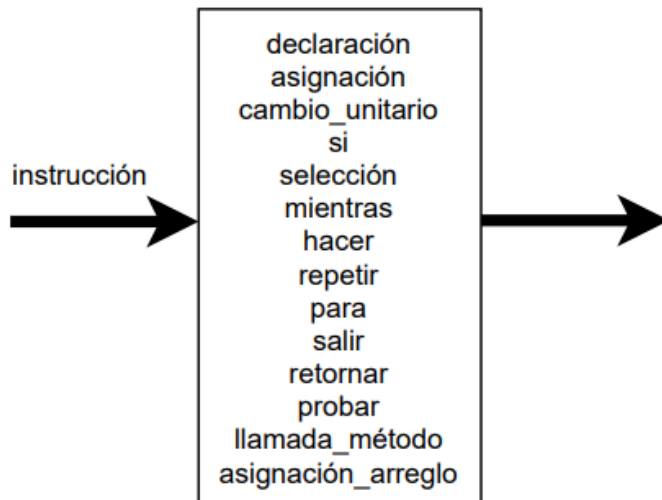 instrucción
declaración
asignación
cambio_unitario
si
selección
mientras
hacer
repetir
para
salir
retornar
probar
llamada_método
asignación_arreglo